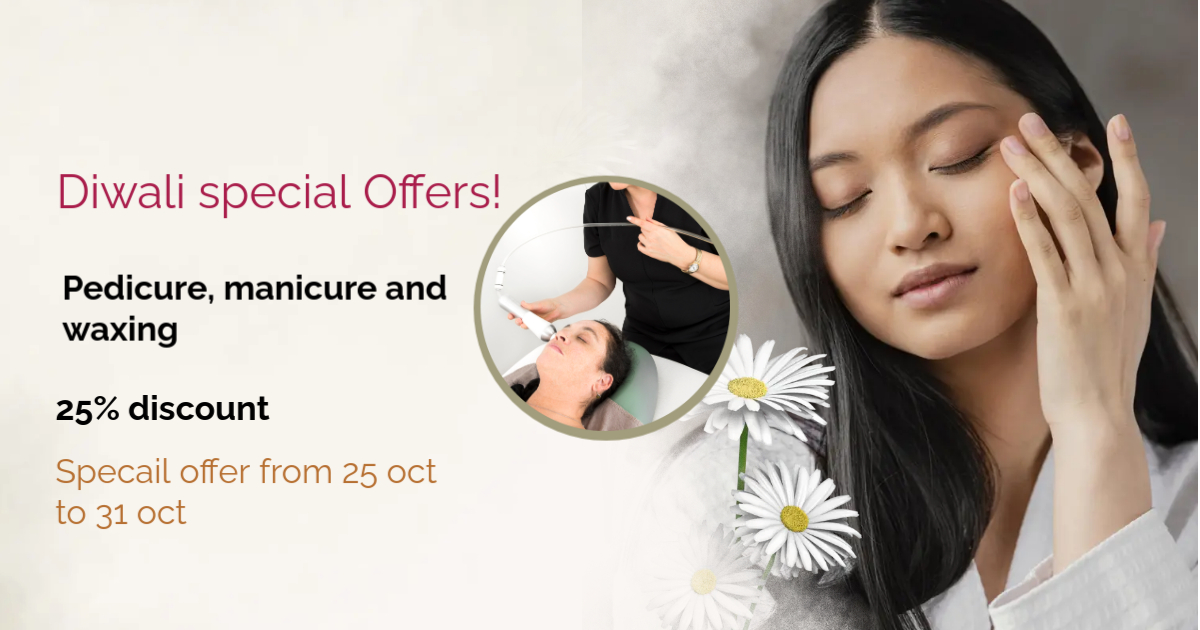 Diwali special Offers!
Pedicure, manicure and
waxing
25% discount
Specail offer from 25 oct
to 31 oct